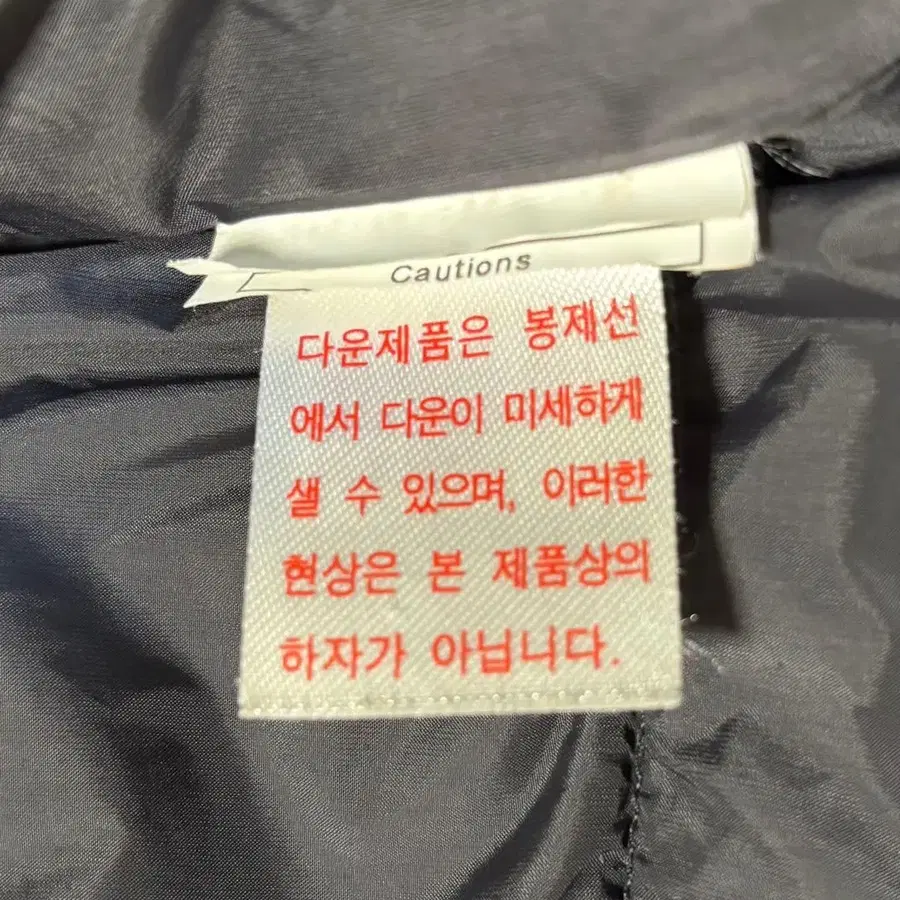 Cautions
다운제품은 봉제선
에서 다운이 미세하게
샐 수 있으며, 이러한
현상은 본 제품상의
하자가 아닙니다.